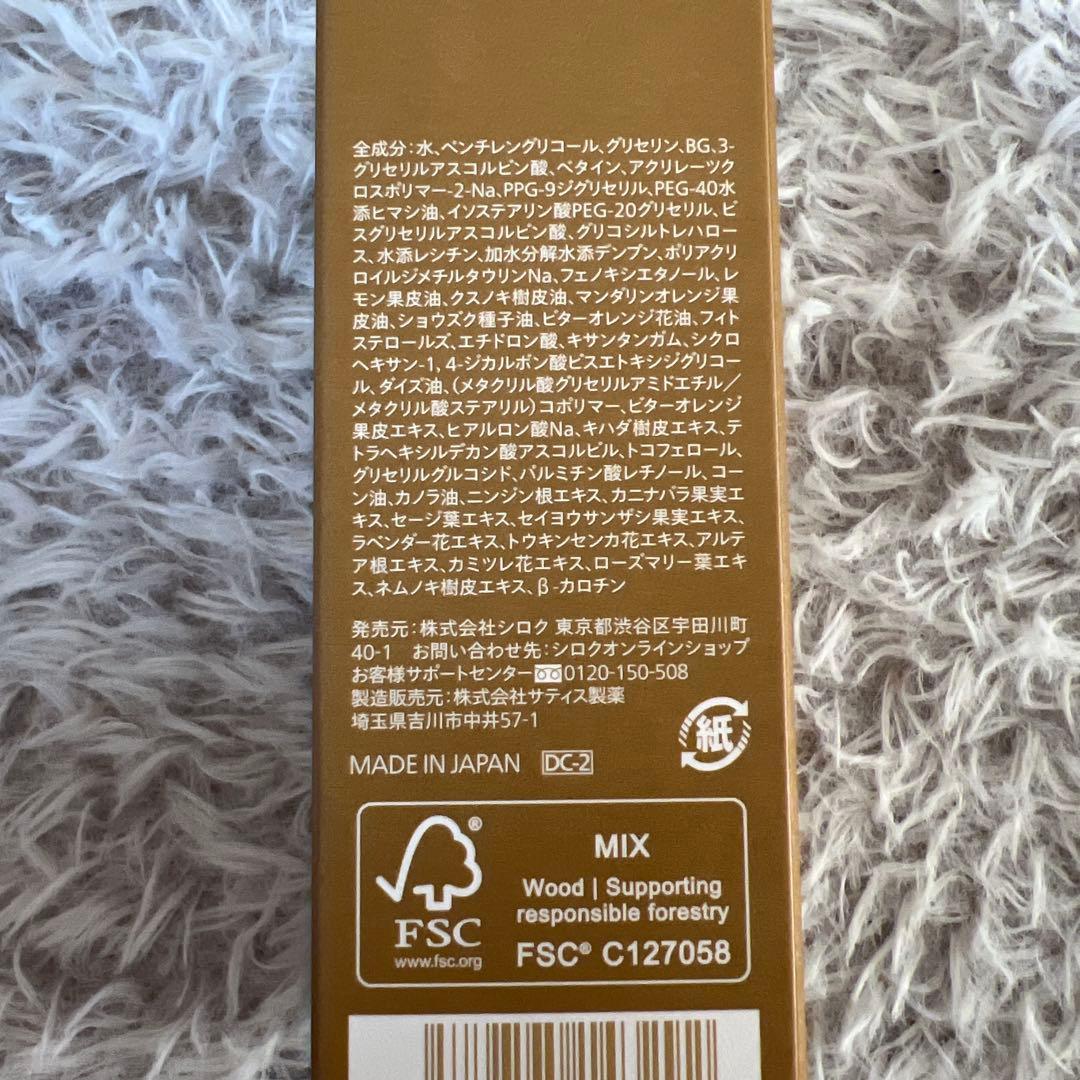 全成分:水、ペンチレングリコール、グリセリン、BG、3-
グリセリルアスコルビン酸、ベタイン、アクリレーツク
ロスポリマー-2-Na、PPG-9ジグリセリル、PEG-40水
添ヒマシ油、イソステアリン酸PEG-20グリセリル、ビ
スグリセリルアスコルビン酸、グリコシルトレハロー
ス、水添レシチン、加水分解水添デンプン、ポリアクリ
ロイルジメチルタウリンNa、フェノキシエタノール、レ
モン果皮油、クスノキ樹皮油、マンダリンオレンジ果
皮油、ショウズク種子油、ビターオレンジ花油、フィト
ステロールズ、エチドロン酸、キサンタンガム、シクロ
ヘキサン-1, 4-ジカルボン酸ビスエトキシジグリコー
ル、ダイズ油、(メタクリル酸グリセリルアミドエチル/
メタクリル酸ステアリル)コポリマー、ビターオレンジ
果皮エキス、ヒアルロン酸Na、キハダ樹皮エキス、テ
トラヘキシルデカン酸アスコルビル、トコフェロール、
グリセリルグルコシド、パルミチン酸レチノール、コー
ン油、カノラ油、ニンジン根エキス、カニナバラ果実エ
キス、セージ葉エキス、セイヨウサンザシ果実エキス、
ラベンダー花エキス、トウキンセンカ花エキス、アルテ
ア根エキス、カミツレ花エキス、ローズマリー葉エキ
ス、ネムノキ樹皮エキス、β-カロチン
発売元:株式会社シロク 東京都渋谷区宇田川町
40-1 お問い合わせ先:シロクオンラインショップ
お客様サポートセンター0120-150-508
製造販売元:株式会社サティス製薬
埼玉県吉川市中井57-1
紙
MADE IN JAPAN DC-2
FSC®
www.fsc.org
MIX
Wood | Supporting
responsible forestry
FSC® C127058